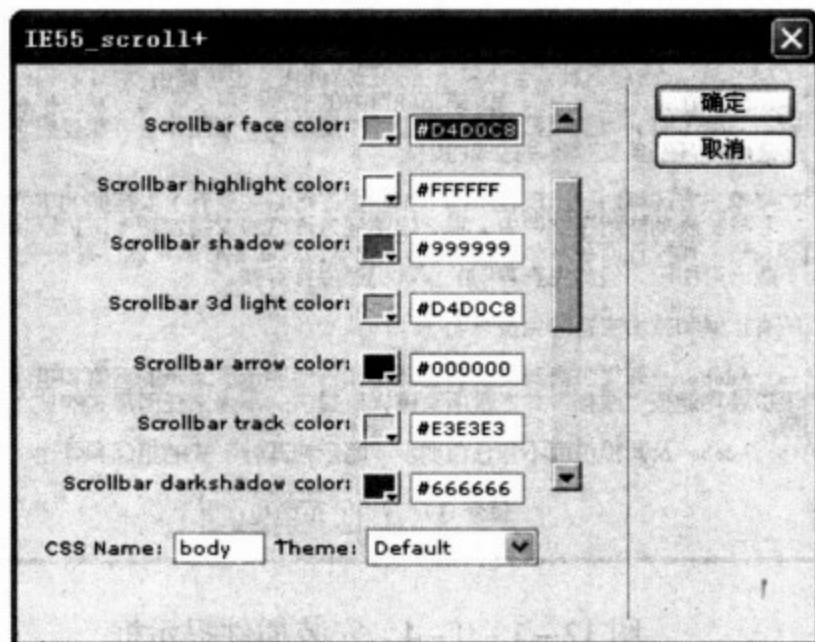 IE55_scroll+
确定
取消
Scrollbar face color: #D4D0C8
Scrollbar highlight color: #FFFFFF
Scrollbar shadow color: #999999
Scrollbar 3d light color: #D4D0C8
Scrollbar arrow color: #000000
Scrollbar track color: #E3E3E3
Scrollbar darkshadow color: #666666
CSS Name: body Theme: Default